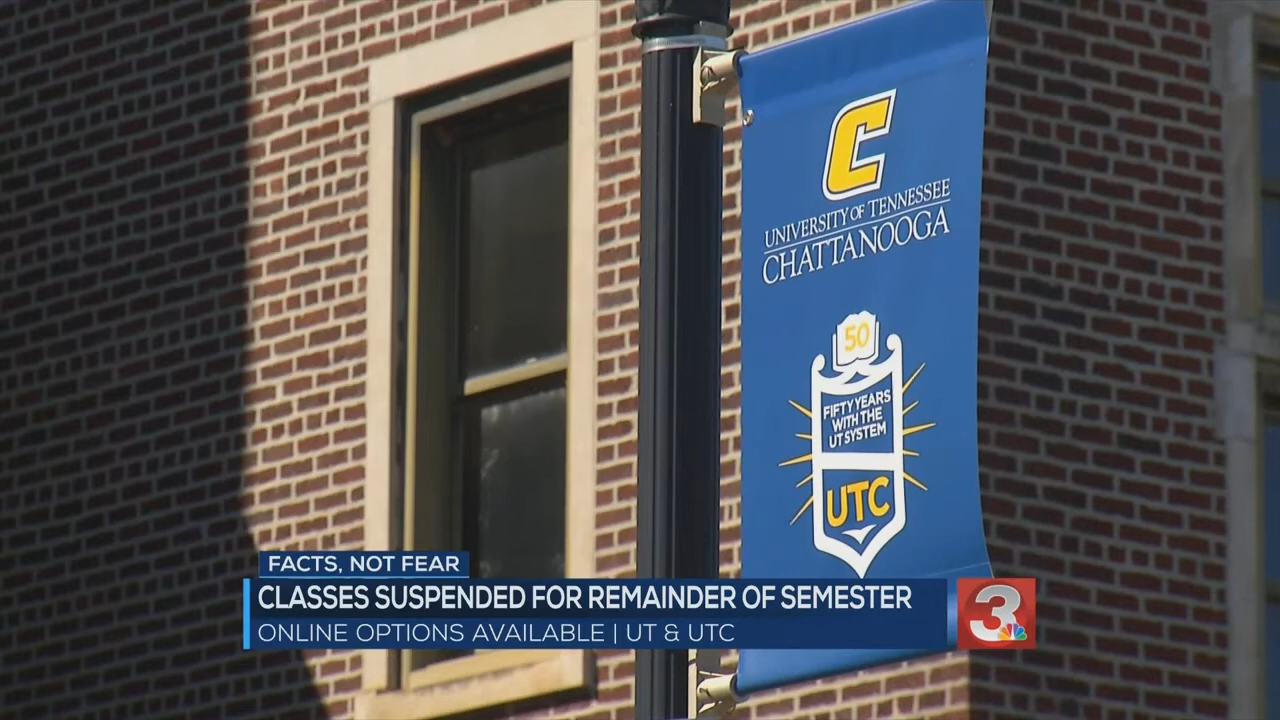 C
UNIVERSITY OF TENNESSEE
CHATTANOOGA
50
FIFTY YEARS
WITH THE
UT SYSTEM
UTC
FACTS, NOT FEAR
CLASSES SUSPENDED FOR REMAINDER OF SEMESTER
ONLINE OPTIONS AVAILABLE | UT & UTC
3